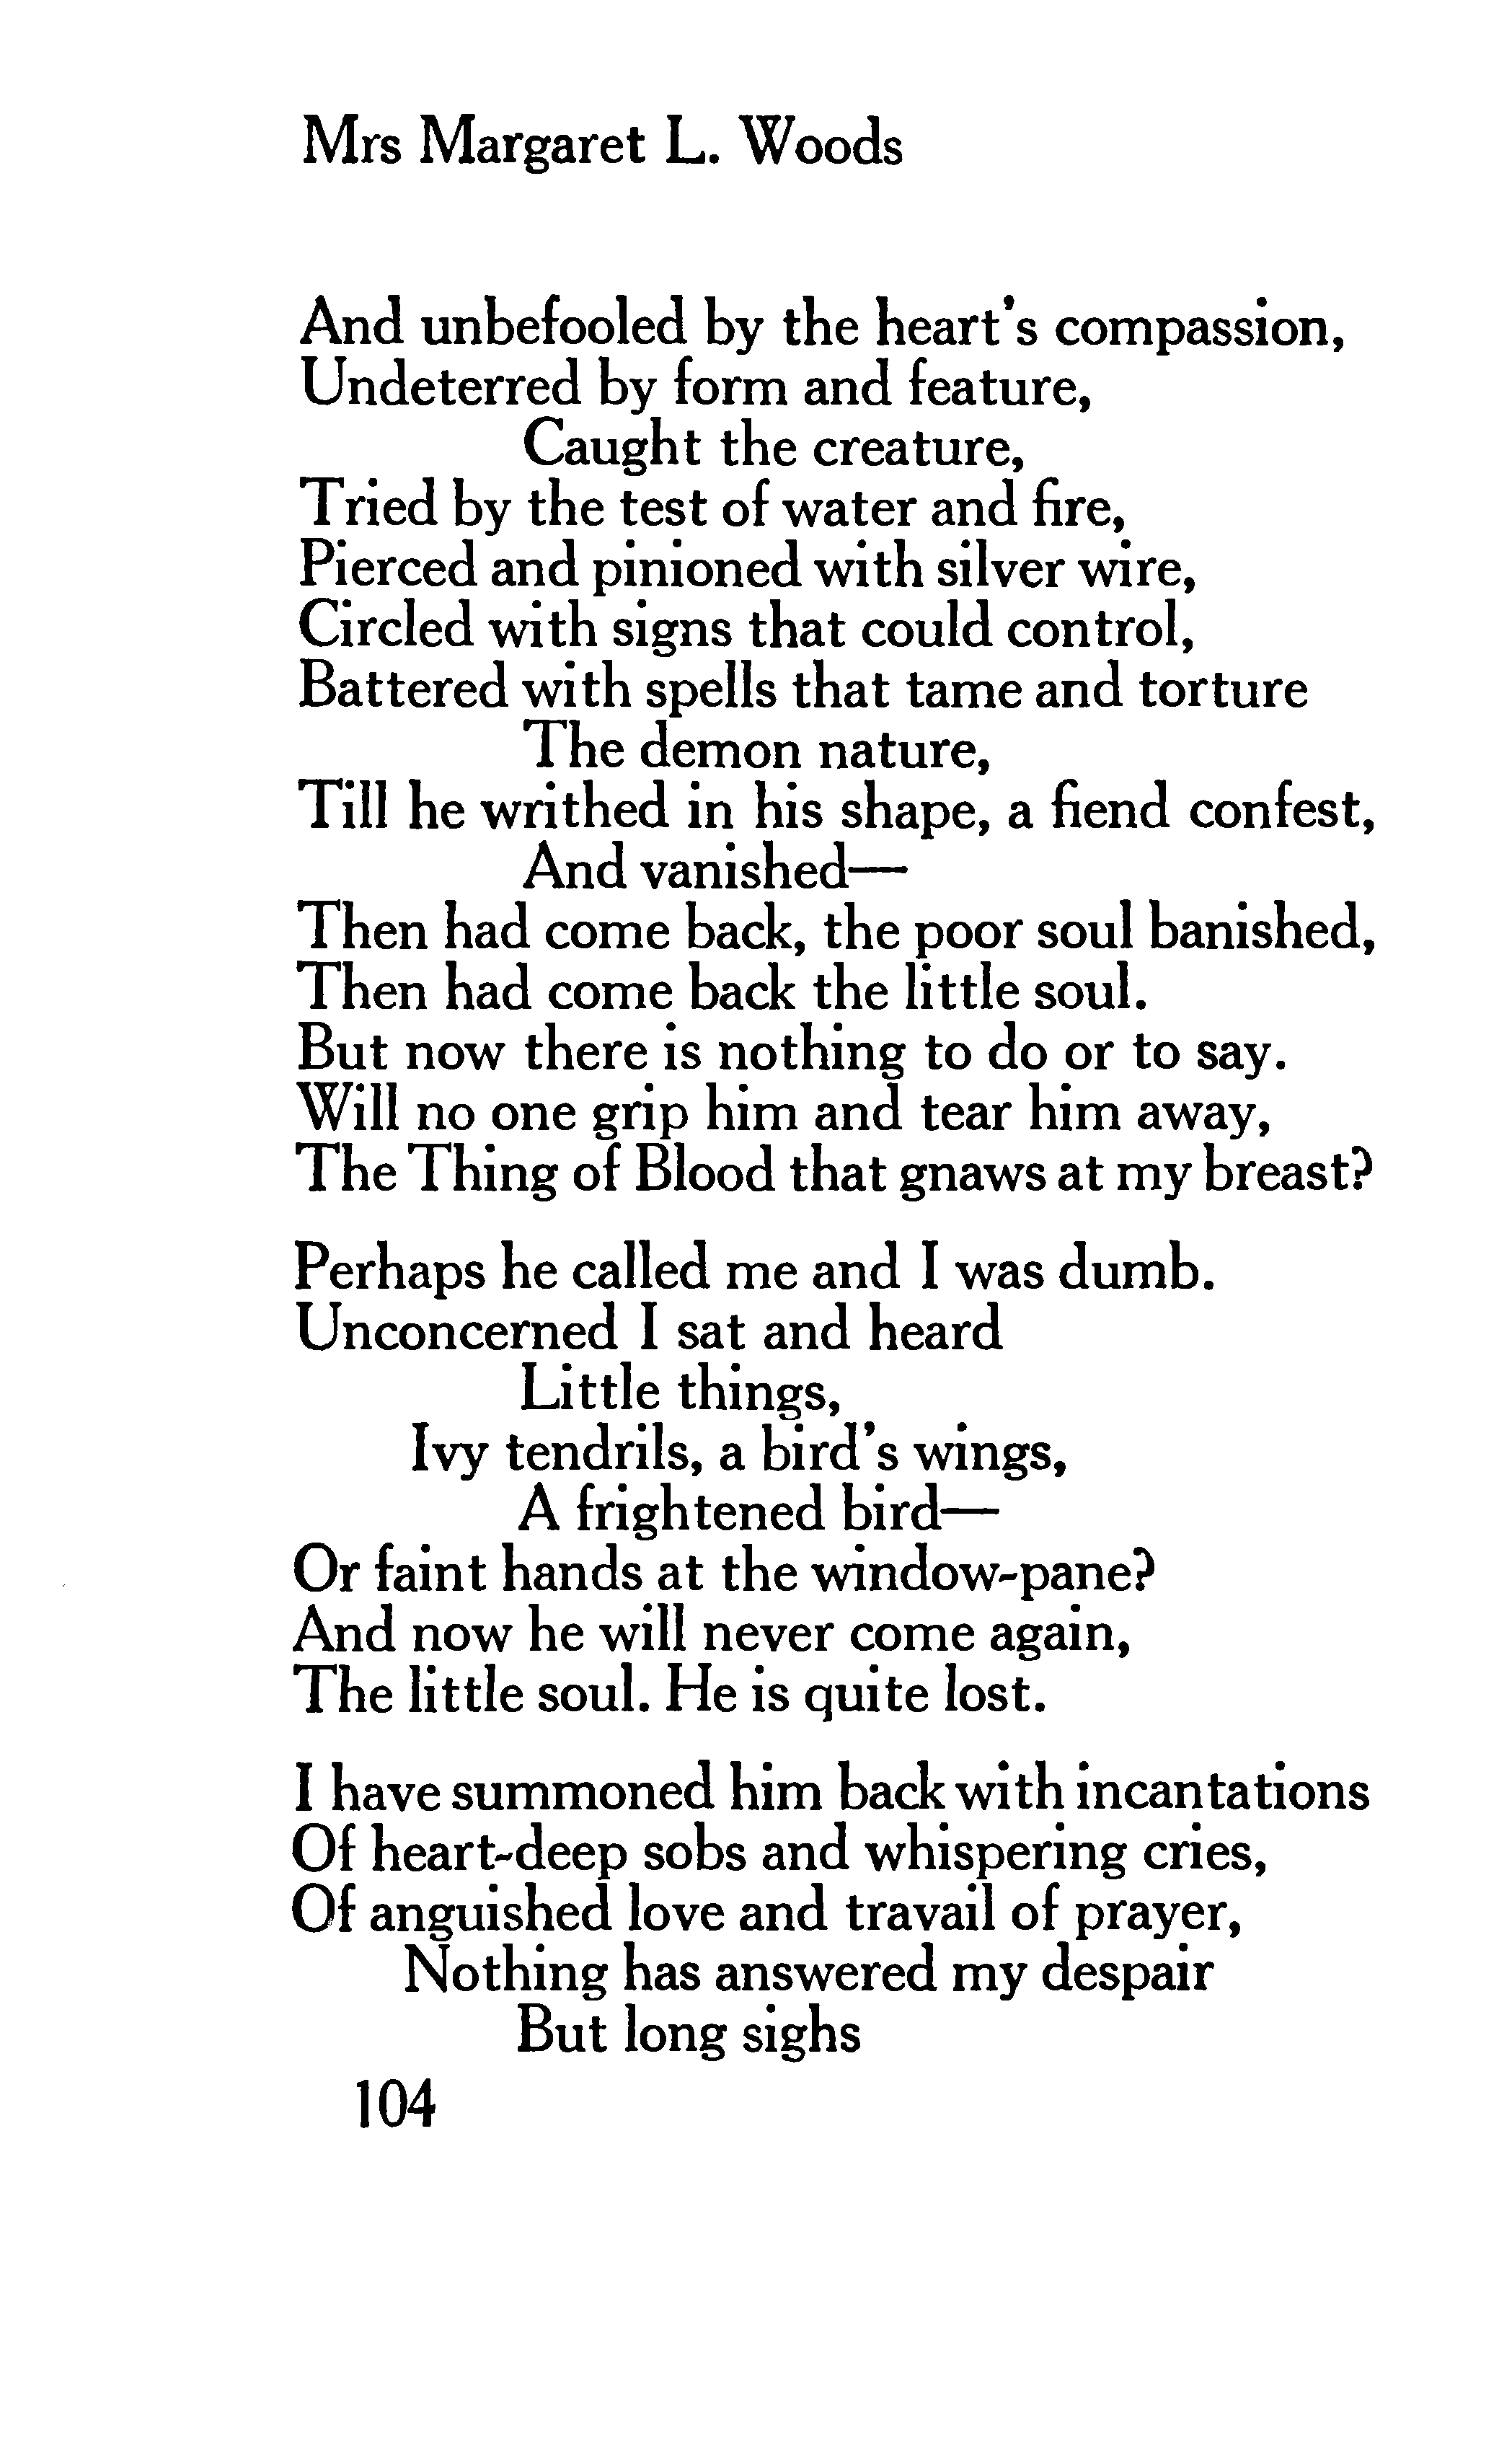 Mrs Margaret L. Woods
And unbefooled by the heart's compassion,
Undeterred by form and feature,
Caught the creature,
Tried by the test of water and fire,
Pierced and pinioned with silver wire,
Circled with signs that could control,
Battered with spells that tame and torture
The demon nature,
Till he writhed in his shape, a fiend confest,
And vanished—
Then had come back, the poor soul banished,
Then had come back the little soul.
But now there is nothing to do or to say.
Will no one grip him and tear him away,
The Thing of Blood that gnaws at my breast?
Perhaps he called me and I was dumb.
Unconcerned I sat and heard
Little things,
Ivy tendrils, a bird's wings,
A frightened bird—
Or faint hands at the window-pane?
And now he will never come again,
The little soul. He is quite lost.
I have summoned him back with incantations
Of heart-deep sobs and whispering cries,
Of anguished love and travail of prayer,
Nothing has answered my despair
But long sighs
104